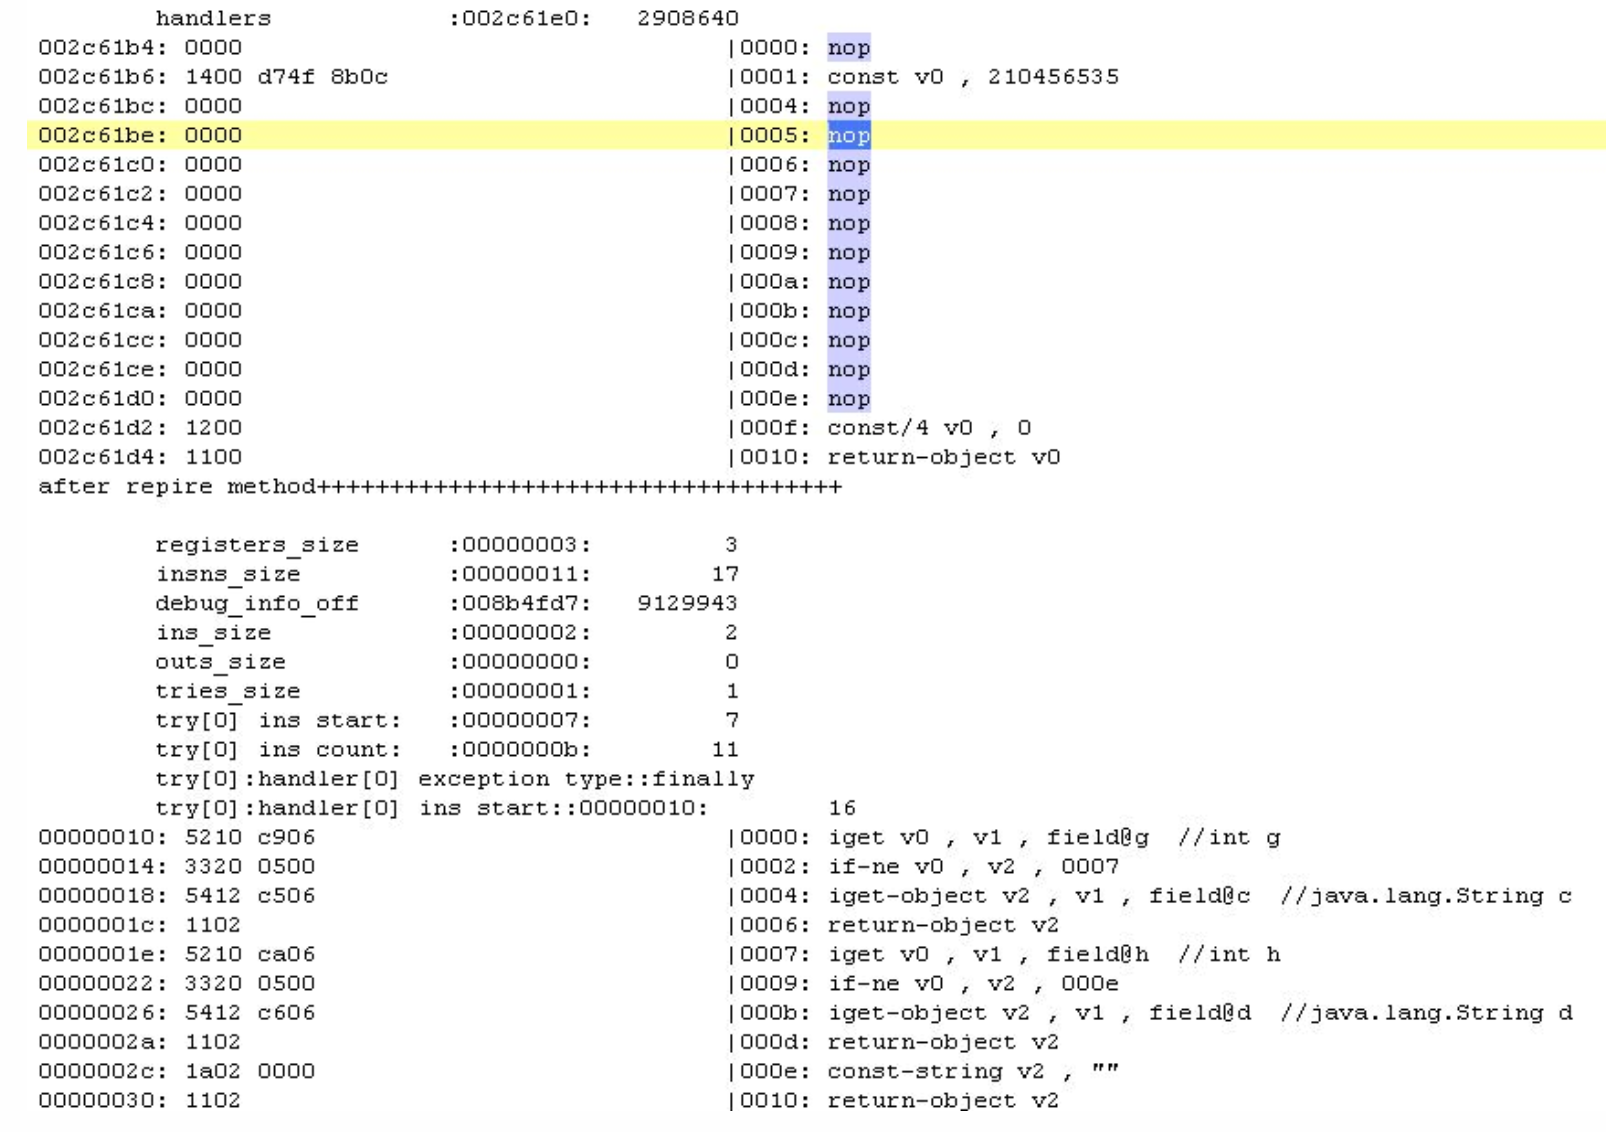 handlers :002c61e0: 2908640
002c61b4: 0000 |0000: nop
002c61b6: 1400 d74f 8b0c |0001: const v0 , 210456535
002c61bc: 0000 |0004: nop
002c61be: 0000 |0005: nop
002c61c0: 0000 |0006: nop
002c61c2: 0000 |0007: nop
002c61c4: 0000 |0008: nop
002c61c6: 0000 |0009: nop
002c61c8: 0000 |000a: nop
002c61ca: 0000 |000b: nop
002c61cc: 0000 |000c: nop
002c61ce: 0000 |000d: nop
002c61d0: 0000 |000e: nop
002c61d2: 1200 |000f: const/4 v0 , 0
002c61d4: 1100 |0010: return-object v0
after repire method++++++++++++++++++++++++++++++++++++
registers_size :00000003: 3
insns_size :00000011: 17
debug_info_off :008b4fd7: 9129943
ins_size :00000002: 2
outs_size :00000000: 0
tries_size :00000001: 1
try[0] ins start: :00000007: 7
try[0] ins count: :0000000b: 11
try[0]:handler[0] exception type::finally
try[0]:handler[0] ins start::00000010: 16
00000010: 5210 c906 |0000: iget v0 , v1 , field@g //int g
00000014: 3320 0500 |0002: if-ne v0 , v2 , 0007
00000018: 5412 c506 |0004: iget-object v2 , v1 , field@c //java.lang.String c
0000001c: 1102 |0006: return-object v2
0000001e: 5210 ca06 |0007: iget v0 , v1 , field@h //int h
00000022: 3320 0500 |0009: if-ne v0 , v2 , 000e
00000026: 5412 c606 |000b: iget-object v2 , v1 , field@d //java.lang.String d
0000002a: 1102 |000d: return-object v2
0000002c: 1a02 0000 |000e: const-string v2 , ""
00000030: 1102 |0010: return-object v2